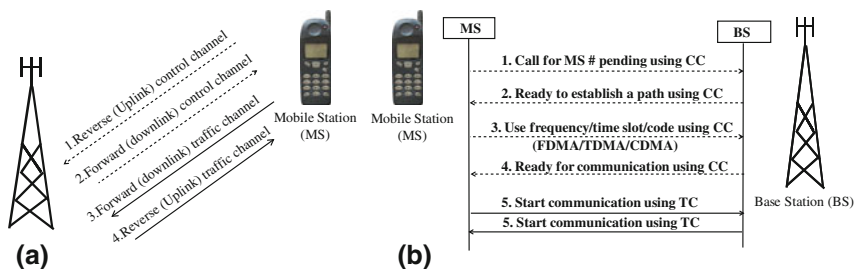 1.Reverse (Uplink) control channel
2.Forward (downlink) control channel
3.Forward (downlink) traffic channel
4.Reverse (Uplink) traffic channel
Mobile Station
(MS)
(a)
Mobile Station
(MS)
MS
BS
1. Call for MS # pending using CC
2. Ready to establish a path using CC
3. Use frequency/time slot/code using CC
(FDMA/TDMA/CDMA)
4. Ready for communication using CC
5. Start communication using TC
5. Start communication using TC
Base Station (BS)
(b)